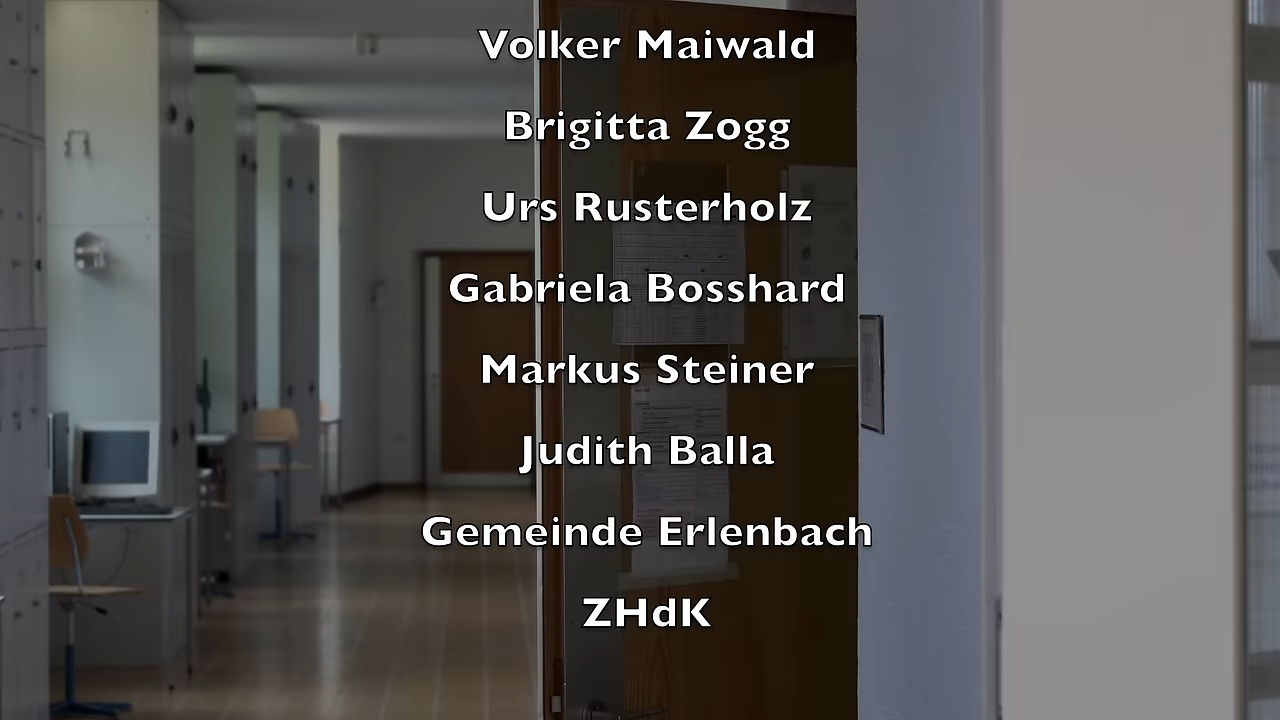 Volker Maiwald
Brigitta Zogg
Urs Rusterholz
Gabriela Bosshard
Markus Steiner
Judith Balla
Gemeinde Erlenbach
ZHdK